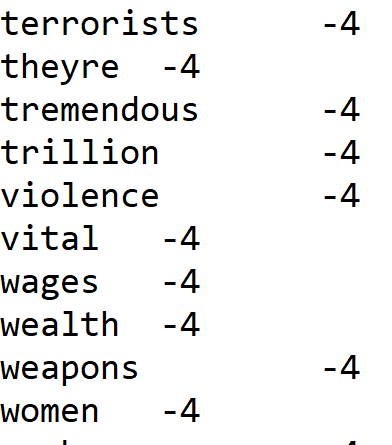 terrorists	-4
theyre	-4
tremendous	-4
trillion	-4
violence	-4
vital	-4
wages	-4
wealth	-4
weapons	-4
women	-4